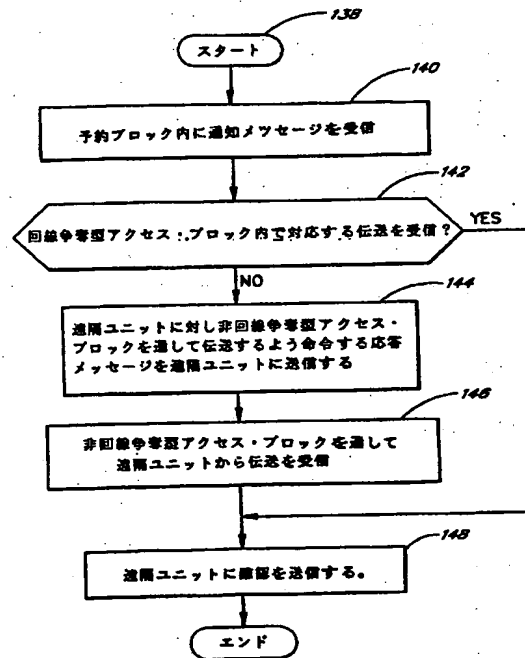 138
スタート
140
予約ブロック内に通知メッセージを受信
142
回線争奪型アクセス・ブロック内で対応する伝送を受信?
YES
NO
144
遠隔ユニットに対し非回線争奪型アクセス・
ブロックを通して伝送するよう命令する応答
メッセージを遠隔ユニットに送信する
146
非回線争奪型アクセス・ブロックを通して
遠隔ユニットから伝送を受信
148
遠隔ユニットに確認を送信する。
エンド